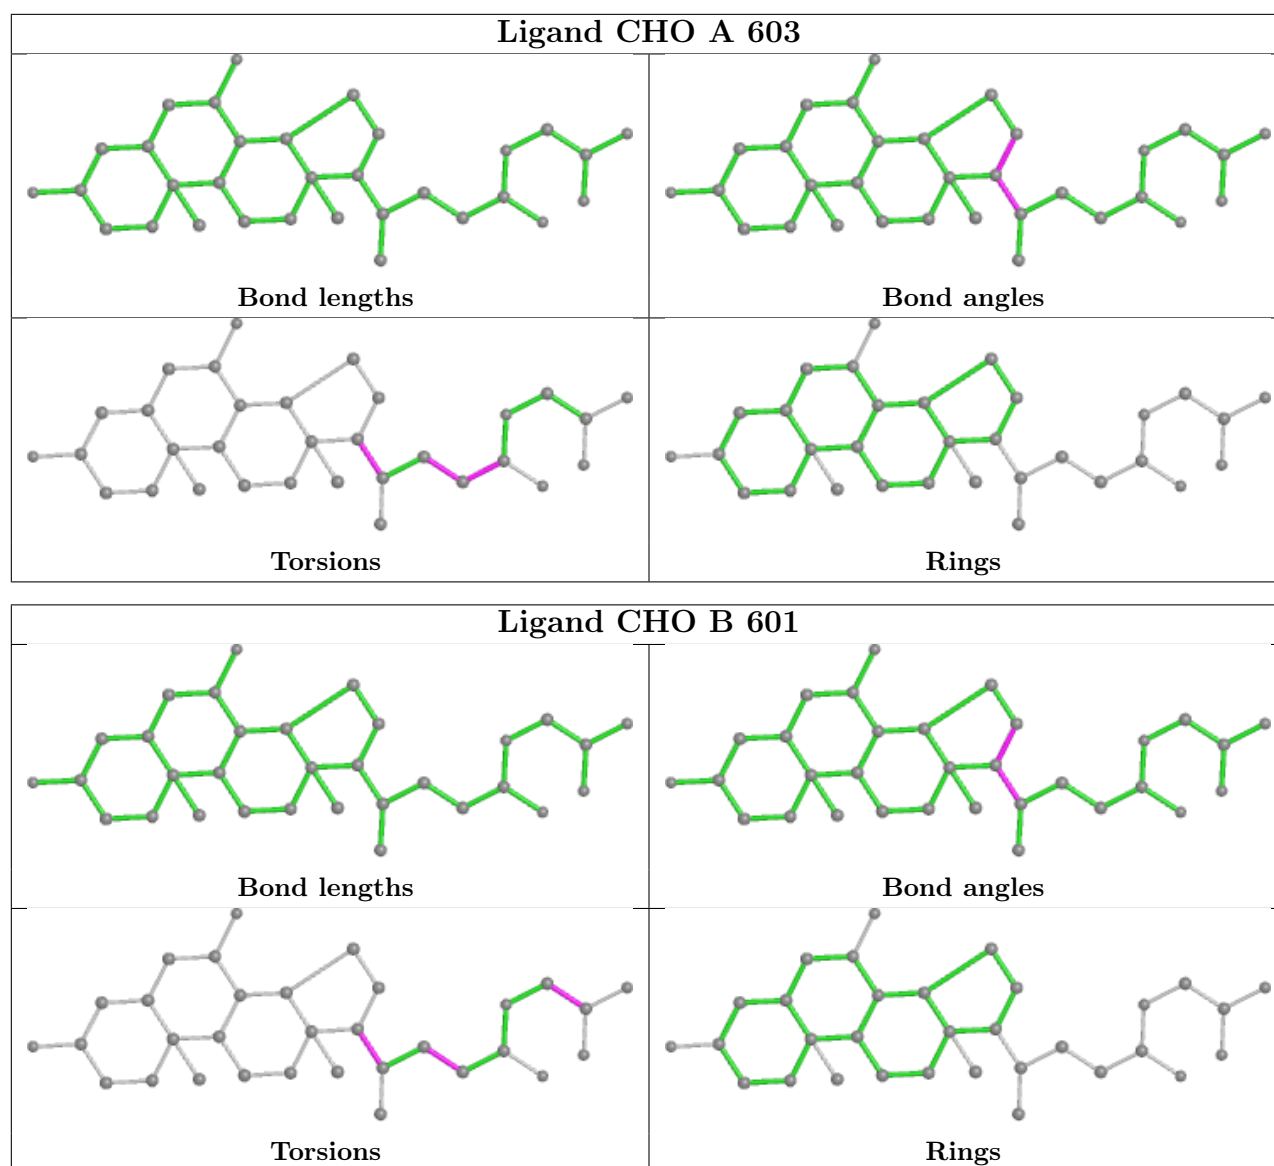 Ligand CHO A 603
Bond lengths
Bond angles
Torsions
Rings
Ligand CHO B 601
Bond lengths
Bond angles
Torsions
Rings